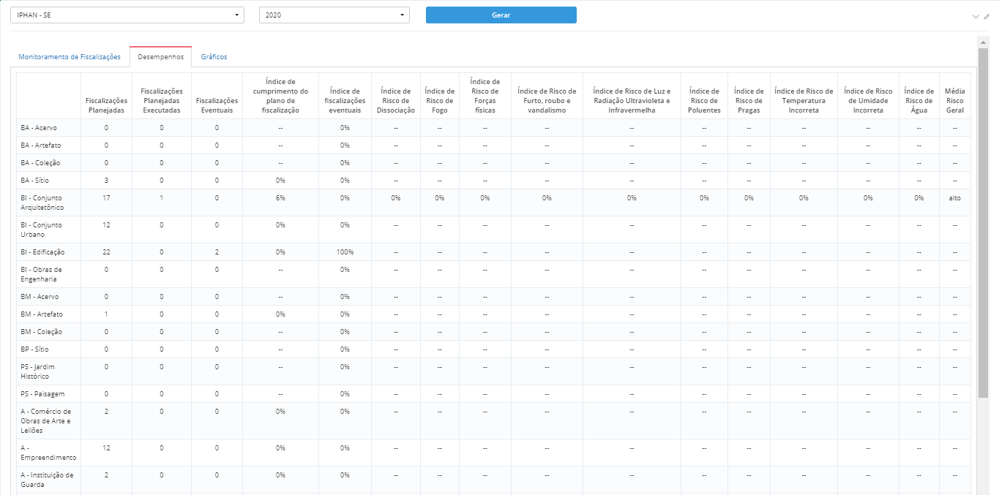 IPHAN - SE 2020 Gerar
Monitoramento de Fiscalizações Desempenhos Gráficos
Fiscalizações Planejadas Fiscalizações Planejadas Executadas Fiscalizações Eventuais Índice de cumprimento do plano de fiscalização Índice de fiscalizações eventuais Índice de Risco de Dissociação Índice de Risco de Fogo Índice de Risco de Forças físicas Índice de Risco de Furto, roubo e vandalismo Índice de Risco de Luz e Radiação Ultravioleta e Infravermelha Índice de Risco de Poluentes Índice de Risco de Pragas Índice de Risco de Temperatura Incorreta Índice de Risco de Umidade Incorreta Índice de Risco de Água Média Risco Geral
BA - Acervo 0 0 0 -- 0% -- -- -- -- -- -- -- -- -- -- --
BA - Artefato 0 0 0 -- 0% -- -- -- -- -- -- -- -- -- -- --
BA - Coleção 0 0 0 -- 0% -- -- -- -- -- -- -- -- -- -- --
BA - Sítio 3 0 0 0% 0% -- -- -- -- -- -- -- -- -- -- --
BI - Conjunto Arquitetônico 17 1 0 6% 0% 0% 0% 0% 0% 0% 0% 0% 0% 0% 0% alto
BI - Conjunto Urbano 12 0 0 0% 0% -- -- -- -- -- -- -- -- -- -- --
BI - Edificação 22 0 2 0% 100% -- -- -- -- -- -- -- -- -- -- --
BI - Obras de Engenharia 0 0 0 -- 0% -- -- -- -- -- -- -- -- -- -- --
BM - Acervo 0 0 0 -- 0% -- -- -- -- -- -- -- -- -- -- --
BM - Artefato 1 0 0 0% 0% -- -- -- -- -- -- -- -- -- -- --
BM - Coleção 0 0 0 -- 0% -- -- -- -- -- -- -- -- -- -- --
BP - Sítio 0 0 0 -- 0% -- -- -- -- -- -- -- -- -- -- --
PS - Jardim Histórico 0 0 0 -- 0% -- -- -- -- -- -- -- -- -- -- --
PS - Paisagem 0 0 0 -- 0% -- -- -- -- -- -- -- -- -- -- --
A - Comércio de Obras de Arte e Leilões 2 0 0 0% 0% -- -- -- -- -- -- -- -- -- -- --
A - Empreendimento 12 0 0 0% 0% -- -- -- -- -- -- -- -- -- -- --
A - Instituição de Guarda 2 0 0 0% 0% -- -- -- -- -- -- -- -- -- -- --